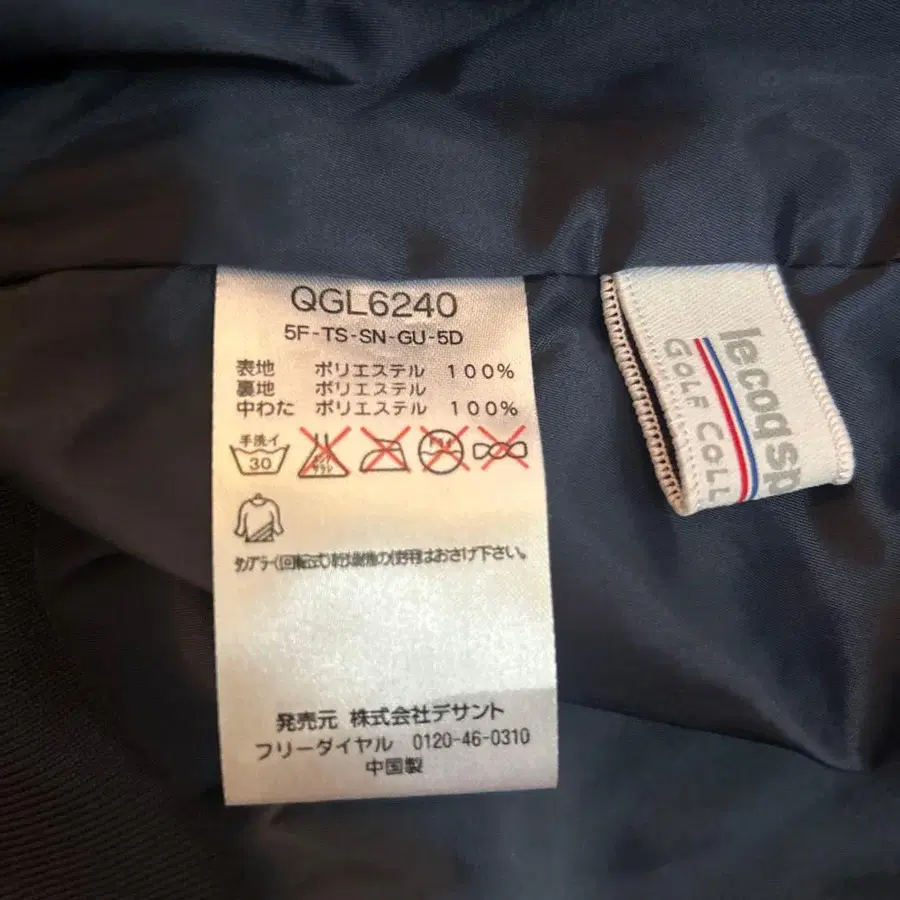 QGL6240
5F-TS-SN-GU-5D
表地 ポリエステル 100%
裏地 ポリエステル
中わた ポリエステル 100%
手洗イ
30
タンブラー(回転式)乾燥機の使用はおさけ下さい。
発売元 株式会社デサント
フリーダイヤル 0120-46-0310
中国製
lecoq sp
GOLF COLL